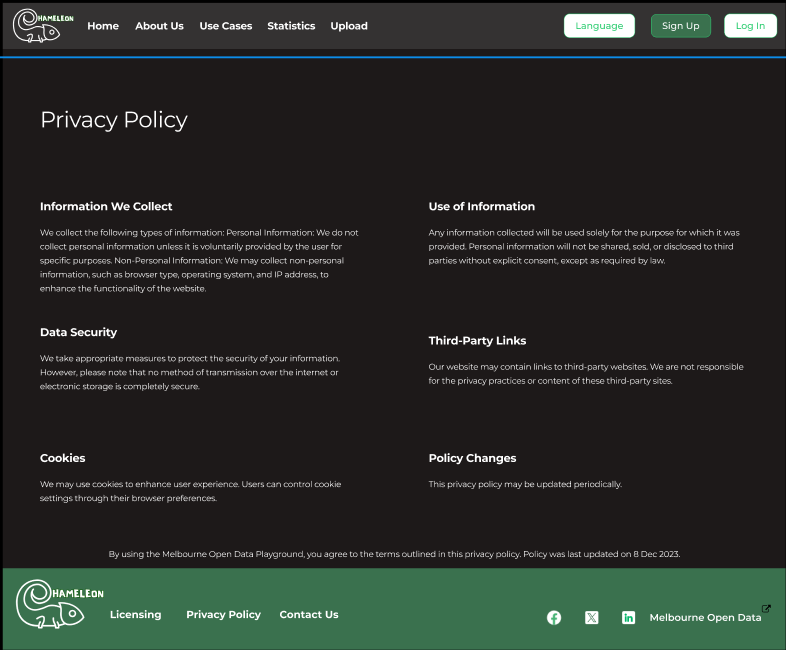 CHAMELEON
Home About Us Use Cases Statistics Upload Language Sign Up Log In
Privacy Policy
Information We Collect
We collect the following types of information: Personal Information: We do not
collect personal information unless it is voluntarily provided by the user for
specific purposes. Non-Personal Information: We may collect non-personal
information, such as browser type, operating system, and IP address, to
enhance the functionality of the website.
Use of Information
Any information collected will be used solely for the purpose for which it was
provided. Personal information will not be shared, sold, or disclosed to third
parties without explicit consent, except as required by law.
Data Security
We take appropriate measures to protect the security of your information.
However, please note that no method of transmission over the internet or
electronic storage is completely secure.
Third-Party Links
Our website may contain links to third-party websites. We are not responsible
for the privacy practices or content of these third-party sites.
Cookies
We may use cookies to enhance user experience. Users can control cookie
settings through their browser preferences.
Policy Changes
This privacy policy may be updated periodically.
By using the Melbourne Open Data Playground, you agree to the terms outlined in this privacy policy. Policy was last updated on 8 Dec 2023.
CHAMELEON
Licensing Privacy Policy Contact Us Melbourne Open Data